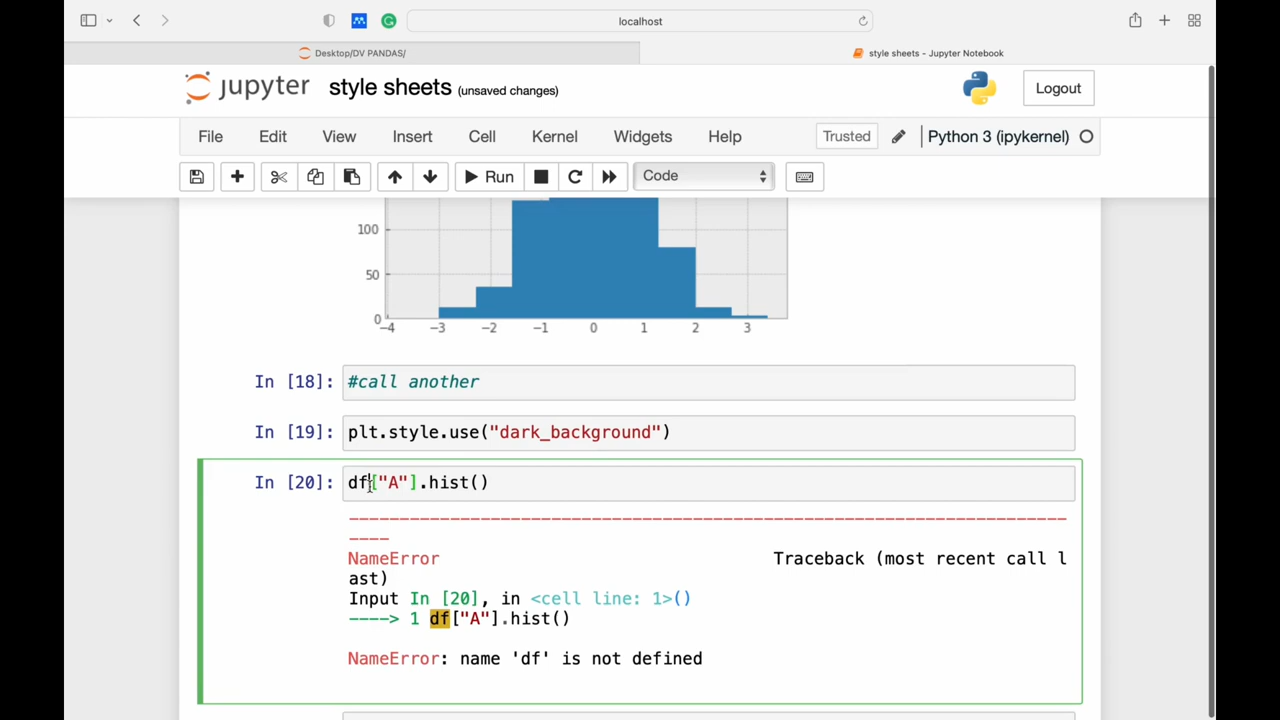 localhost
Desktop/DV PANDAS/
style sheets - Jupyter Notebook
jupyter style sheets (unsaved changes)
Logout
File Edit View Insert Cell Kernel Widgets Help
Trusted
Python 3 (ipykernel)
Run
Code
100
50
0
−4 −3 −2 −1 0 1 2 3
In [18]: #call another
In [19]: plt.style.use("dark_background")
In [20]: df["A"].hist()
---------------------------------------------------------------------------
NameError Traceback (most recent call l
ast)
Input In [20], in <cell line: 1>()
----> 1 df["A"].hist()
NameError: name 'df' is not defined